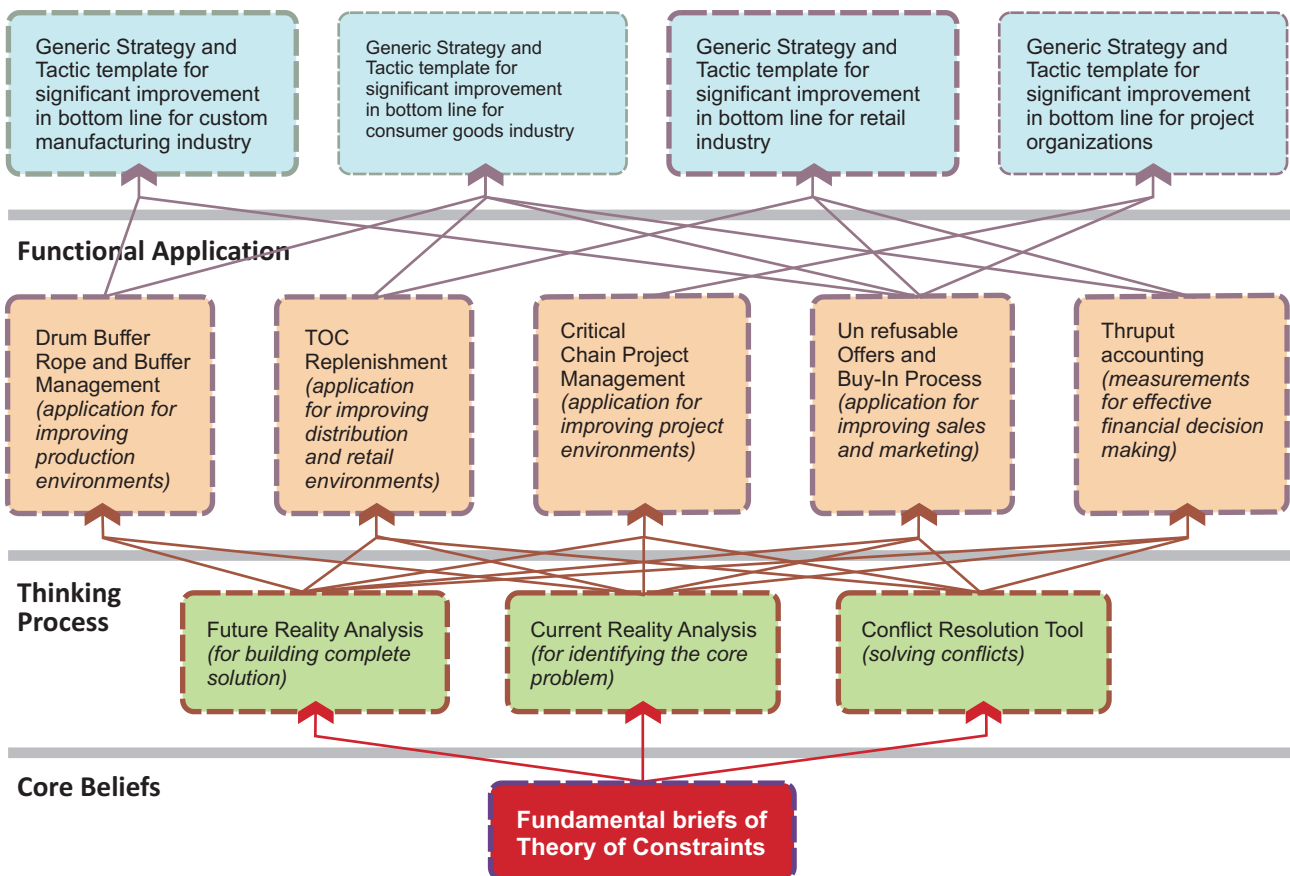 Generic Strategy and
Tactic template for
significant improvement
in bottom line for custom
manufacturing industry
Generic Strategy and
Tactic template for
significant improvement
in bottom line for
consumer goods industry
Generic Strategy and
Tactic template for
significant improvement
in bottom line for retail
industry
Generic Strategy and
Tactic template for
significant improvement
in bottom line for project
organizations
Functional Application
Drum Buffer
Rope and Buffer
Management
(application for
improving
production
environments)
TOC
Replenishment
(application
for improving
distribution
and retail
environments)
Critical
Chain Project
Management
(application for
improving project
environments)
Un refusable
Offers and
Buy-In Process
(application for
improving sales
and marketing)
Thruput
accounting
(measurements
for effective
financial decision
making)
Thinking
Process
Future Reality Analysis
(for building complete
solution)
Current Reality Analysis
(for identifying the core
problem)
Conflict Resolution Tool
(solving conflicts)
Core Beliefs
Fundamental briefs of
Theory of Constraints